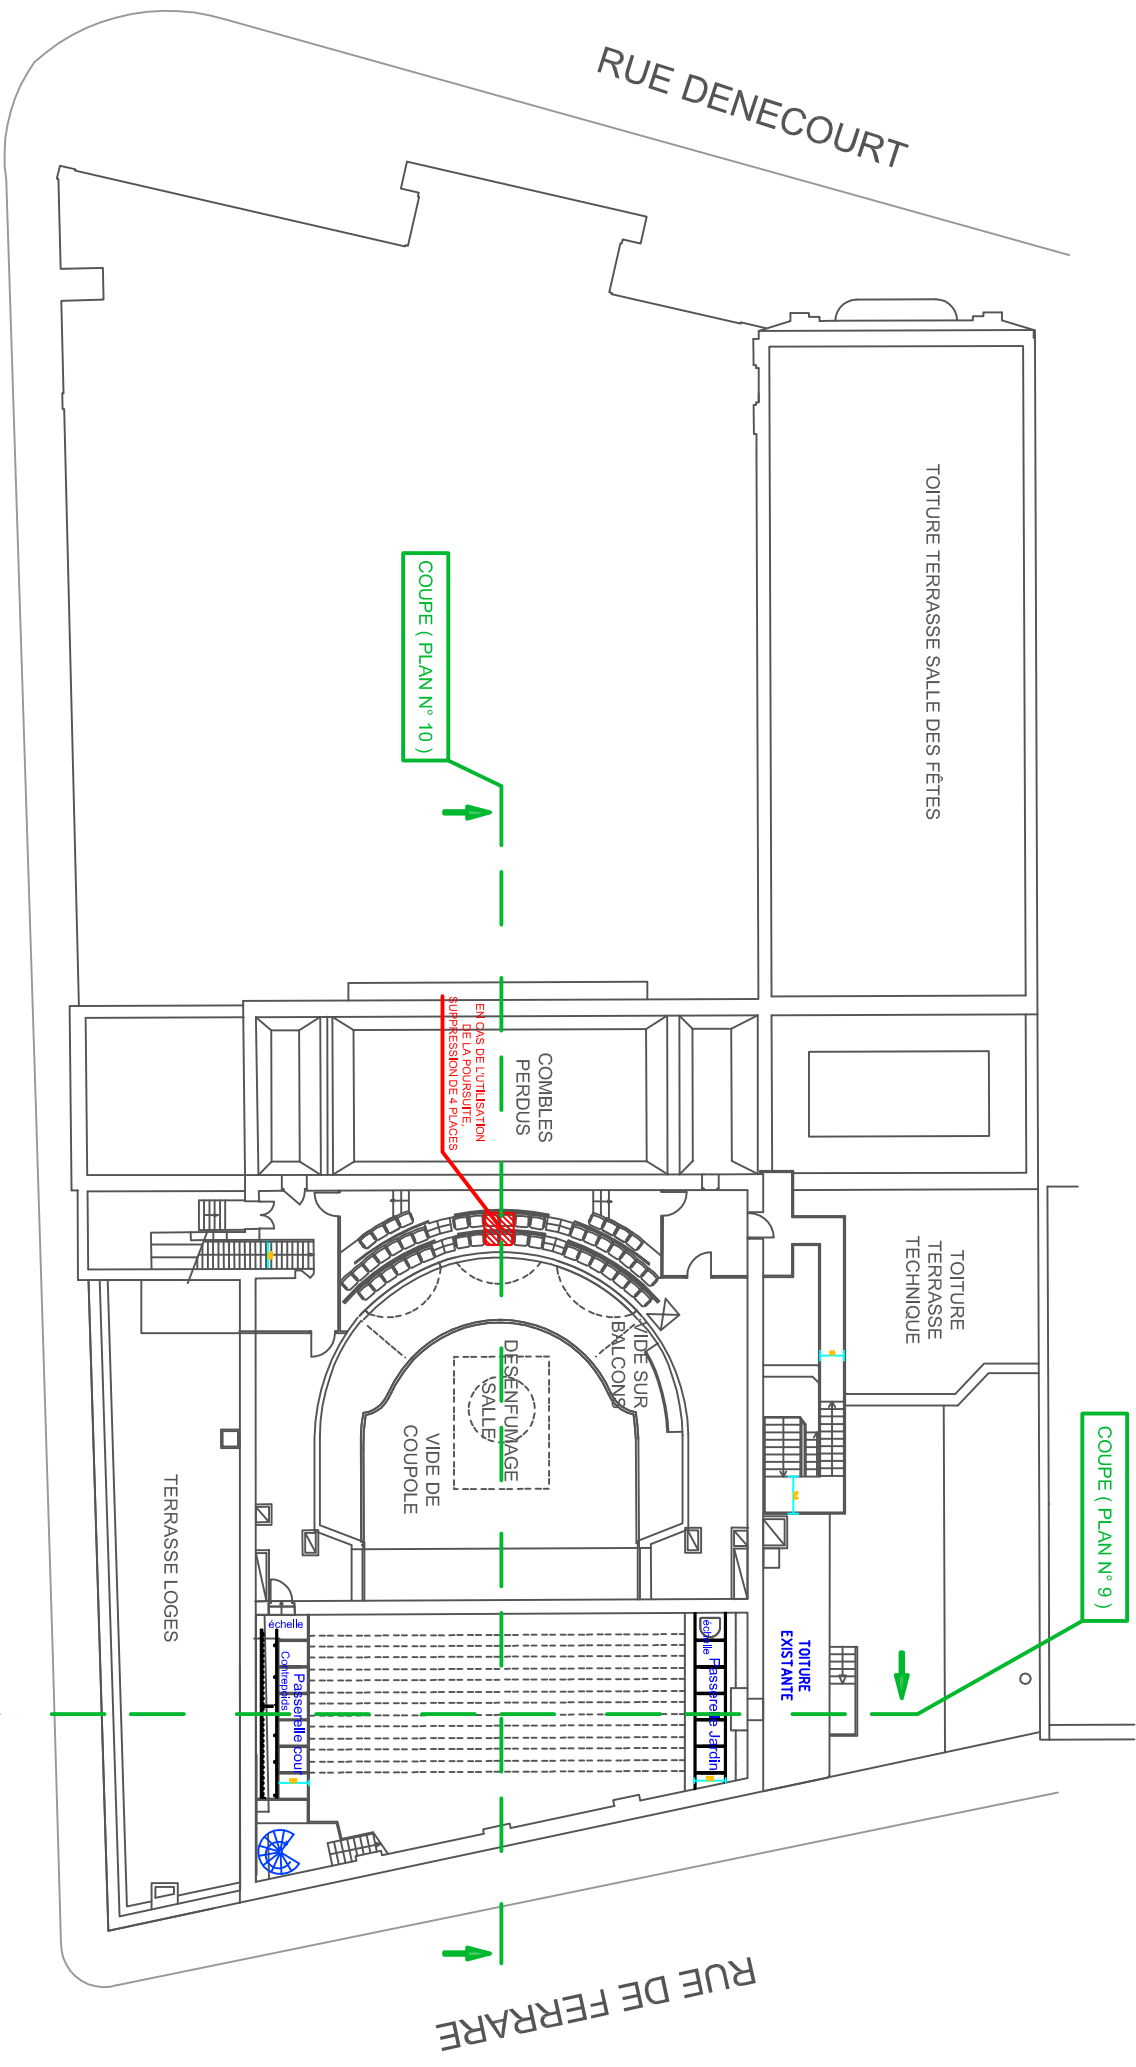 RUE DENECOURT
TOITURE TERRASSE SALLE DES FÊTES
COUPE ( PLAN N° 10 )
EN CAS DE L'UTILISATION
DE LA POURSUITE,
SUPPRESSION DE 4 PLACES
COMBLES
PERDUS
TOITURE
TERRASSE
TECHNIQUE
VIDE SUR
BALCONS
DESENFUMAGE
SALLE
VIDE DE
COUPOLE
COUPE ( PLAN N° 9 )
TERRASSE LOGES
échelle
Contrepoids
Passerelle cour
échelle
Passerelle Jardin
TOITURE
EXISTANTE
RUE DE FERRARE